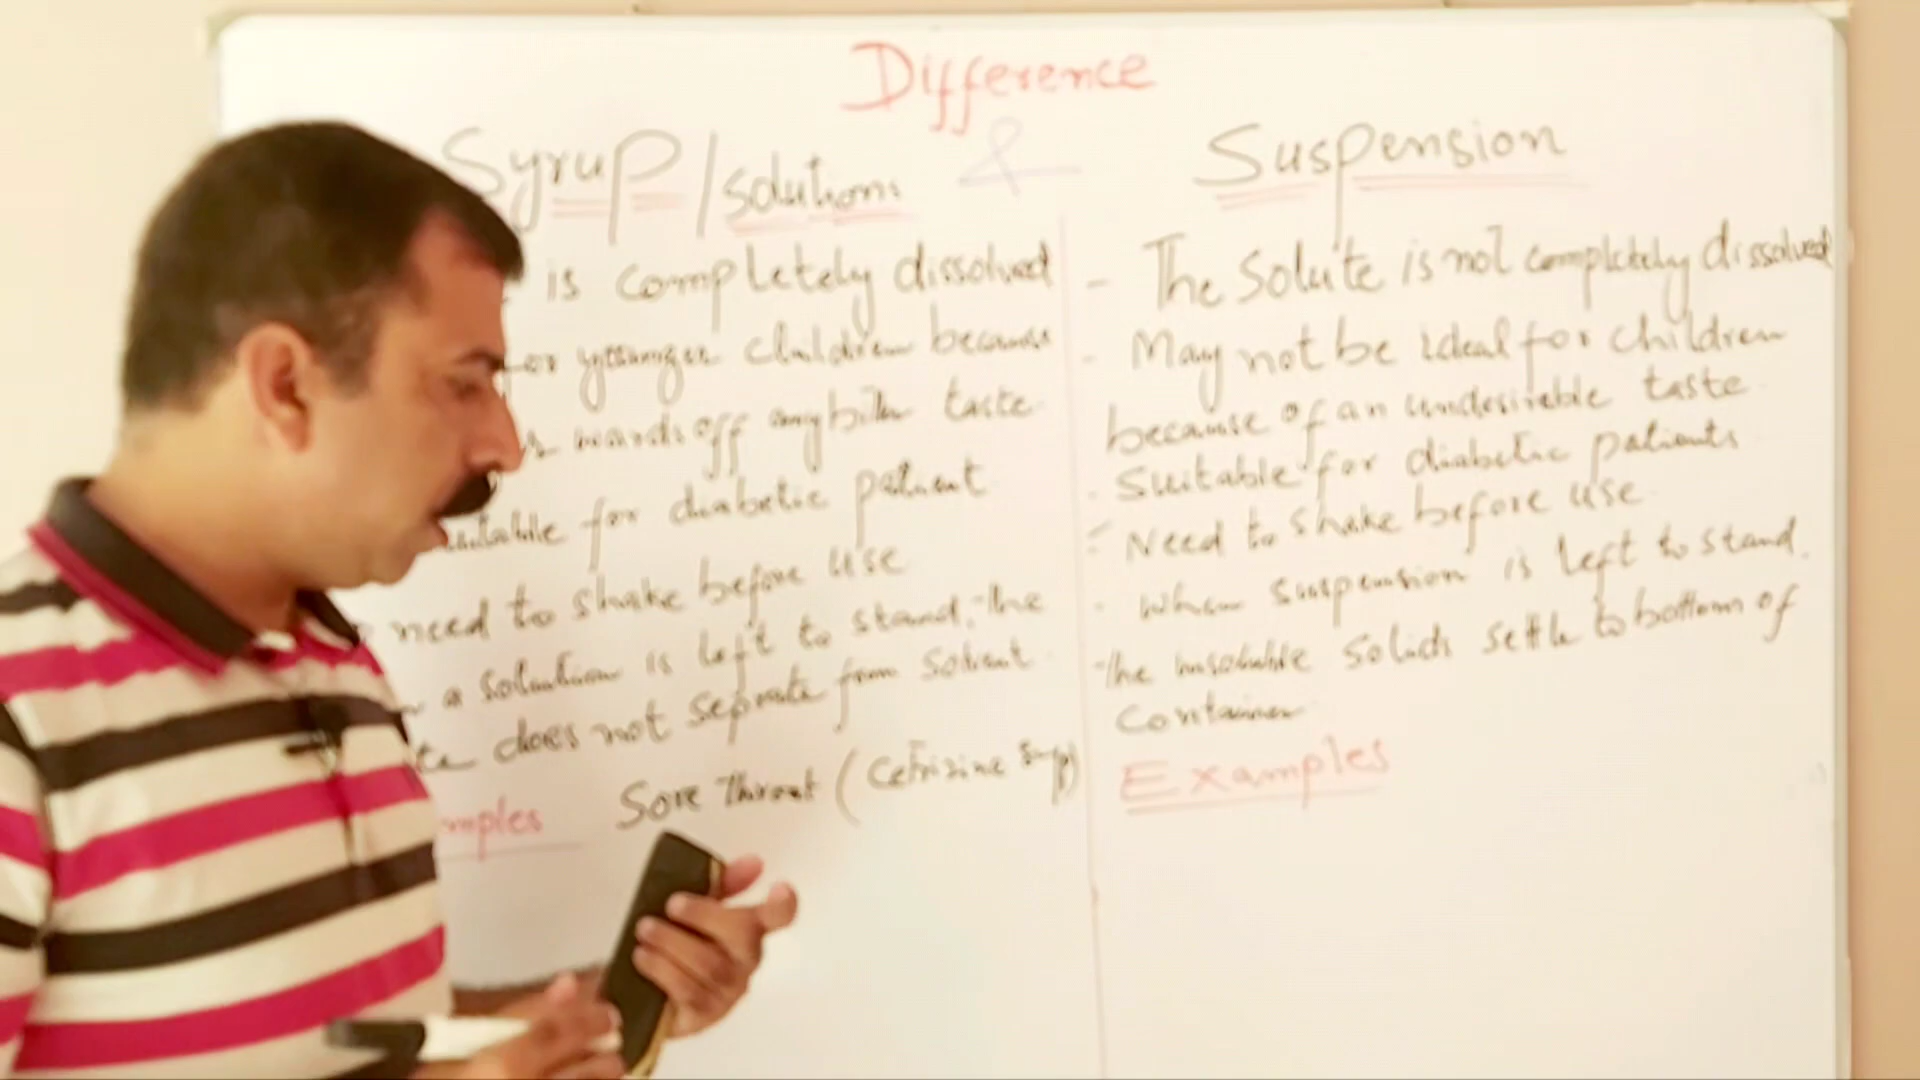 Difference
Syrup/solutions & Suspension
is completely dissolved
for younger children because
wards off any bitter taste
for diabetic patient
need to shake before use
a solution is left to stand, the
does not seprate from solvent
mples Sore Throat (Cetrizine Syrp)
- The Solute is not completely dissolved
- May not be ideal for children
because of an undesirable taste
- Suitable for diabetic patients
- Need to shake before use
- When suspension is left to stand.
the insoluble solids settle to bottom of
Container
Examples